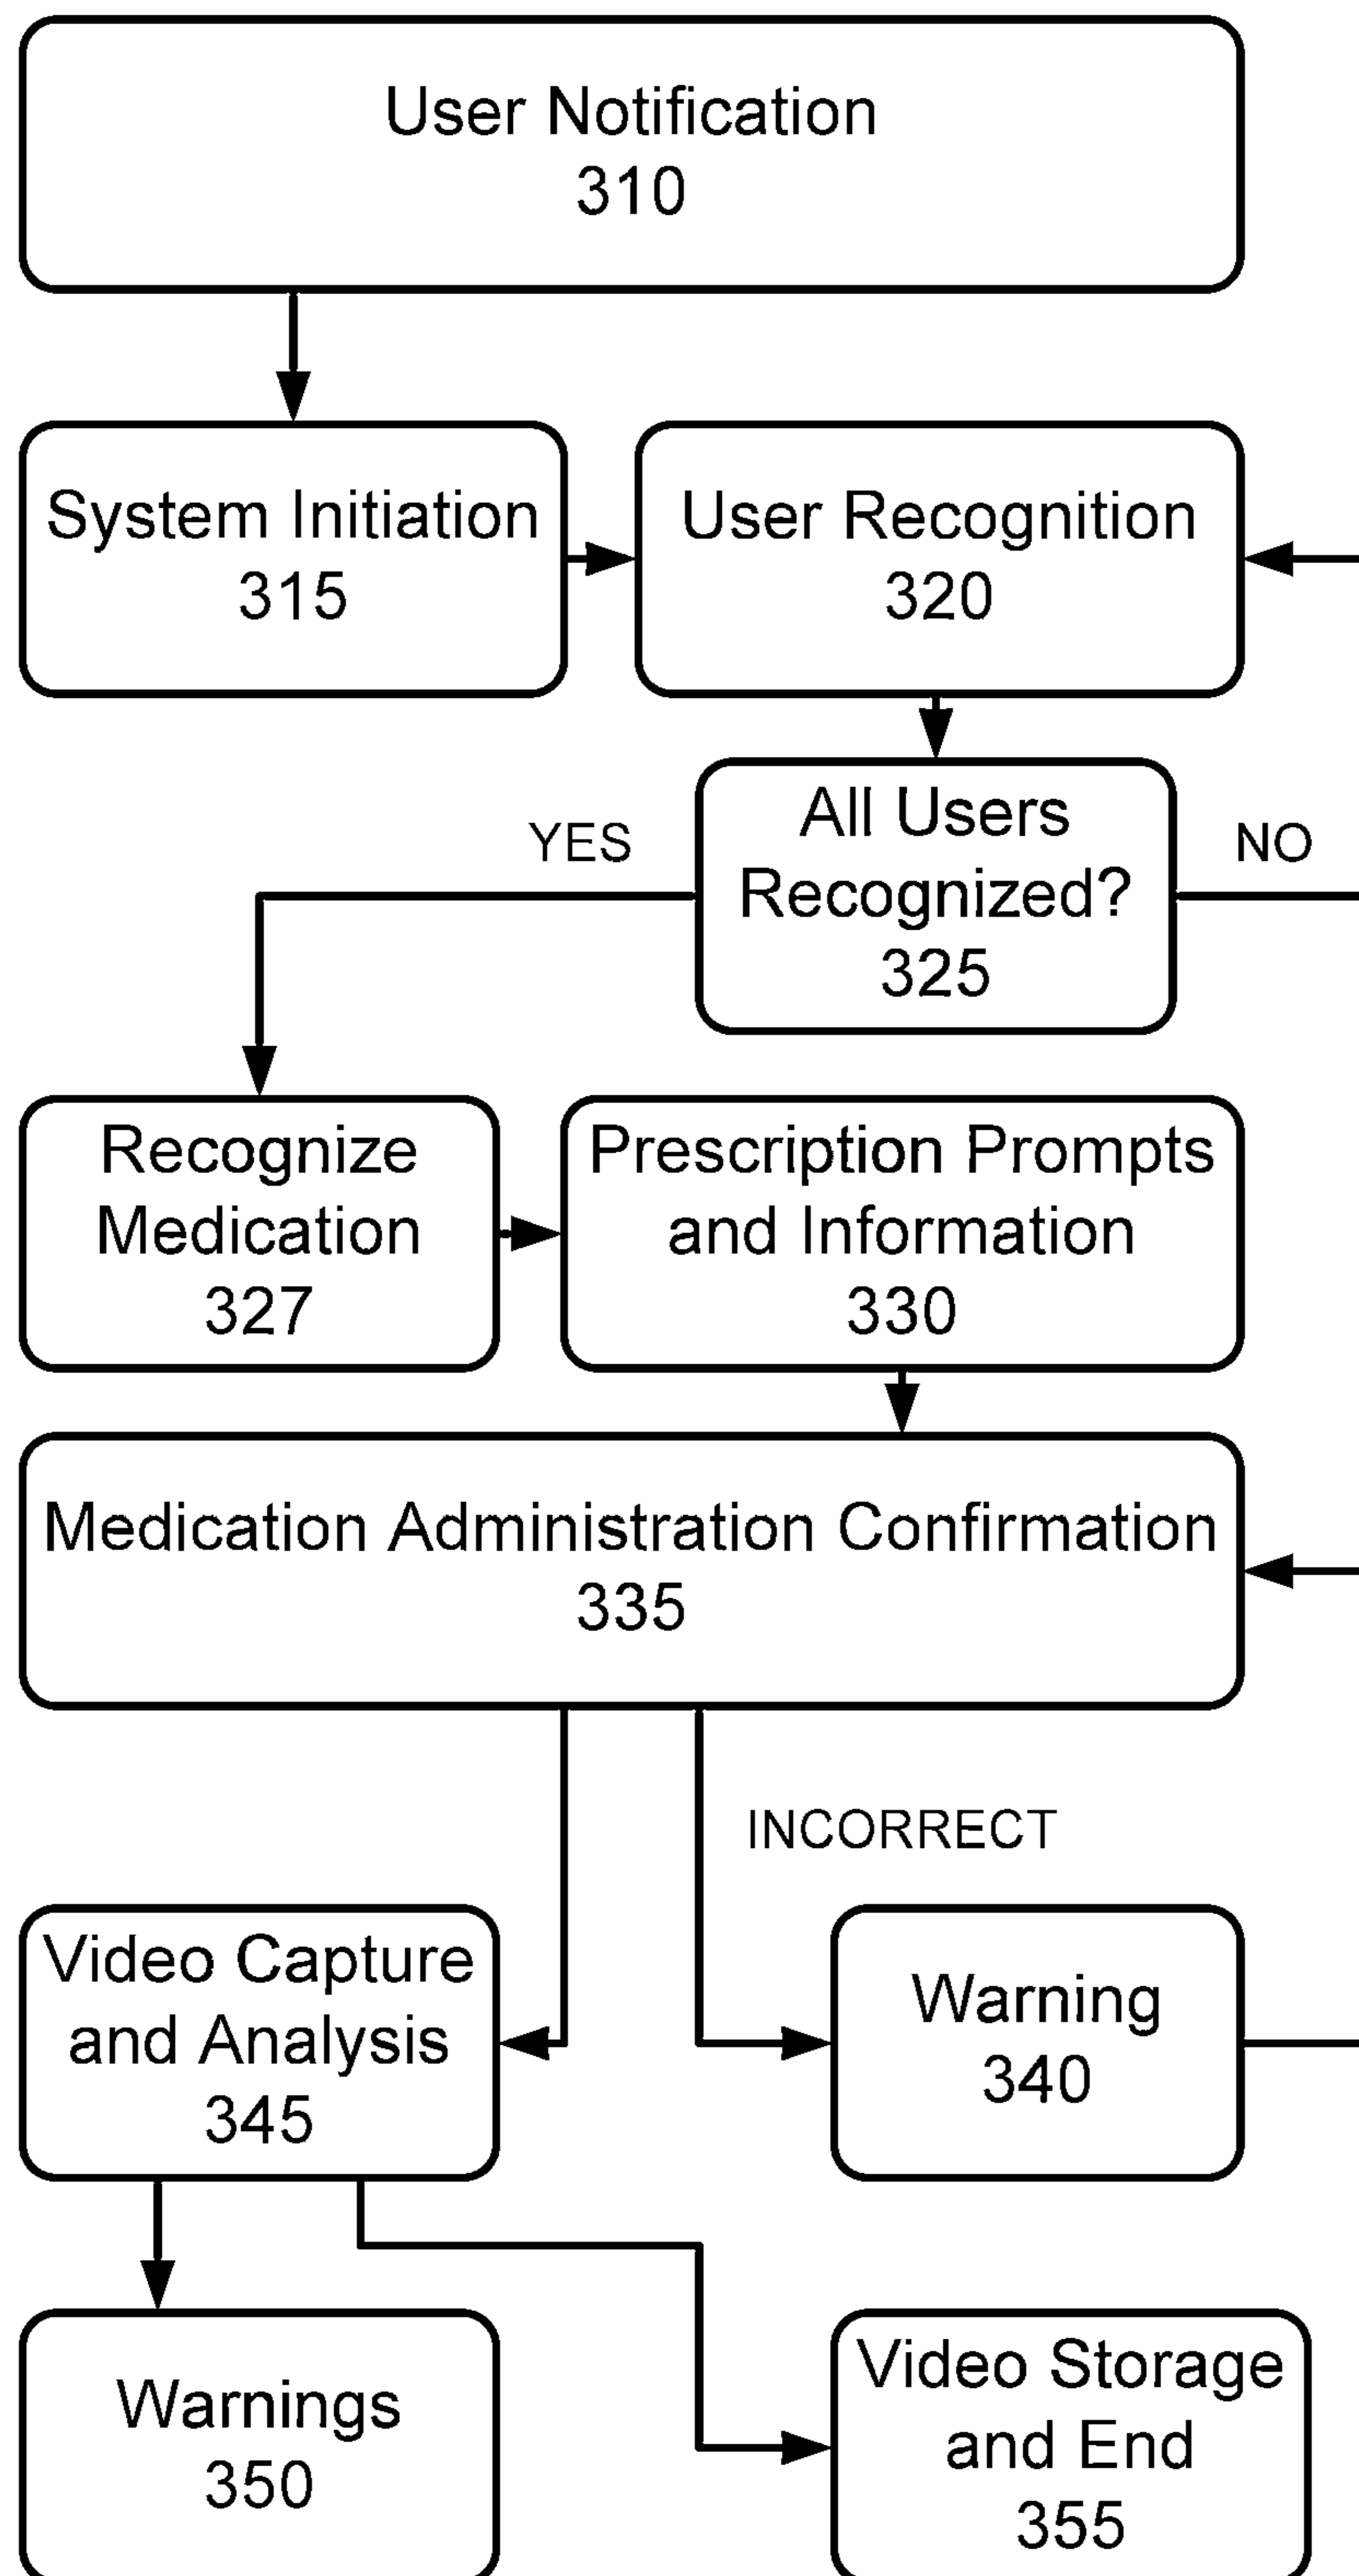 User Notification
310
System Initiation
315
User Recognition
320
All Users
Recognized?
325
YES
NO
Recognize
Medication
327
Prescription Prompts
and Information
330
Medication Administration Confirmation
335
INCORRECT
Video Capture
and Analysis
345
Warning
340
Warnings
350
Video Storage
and End
355